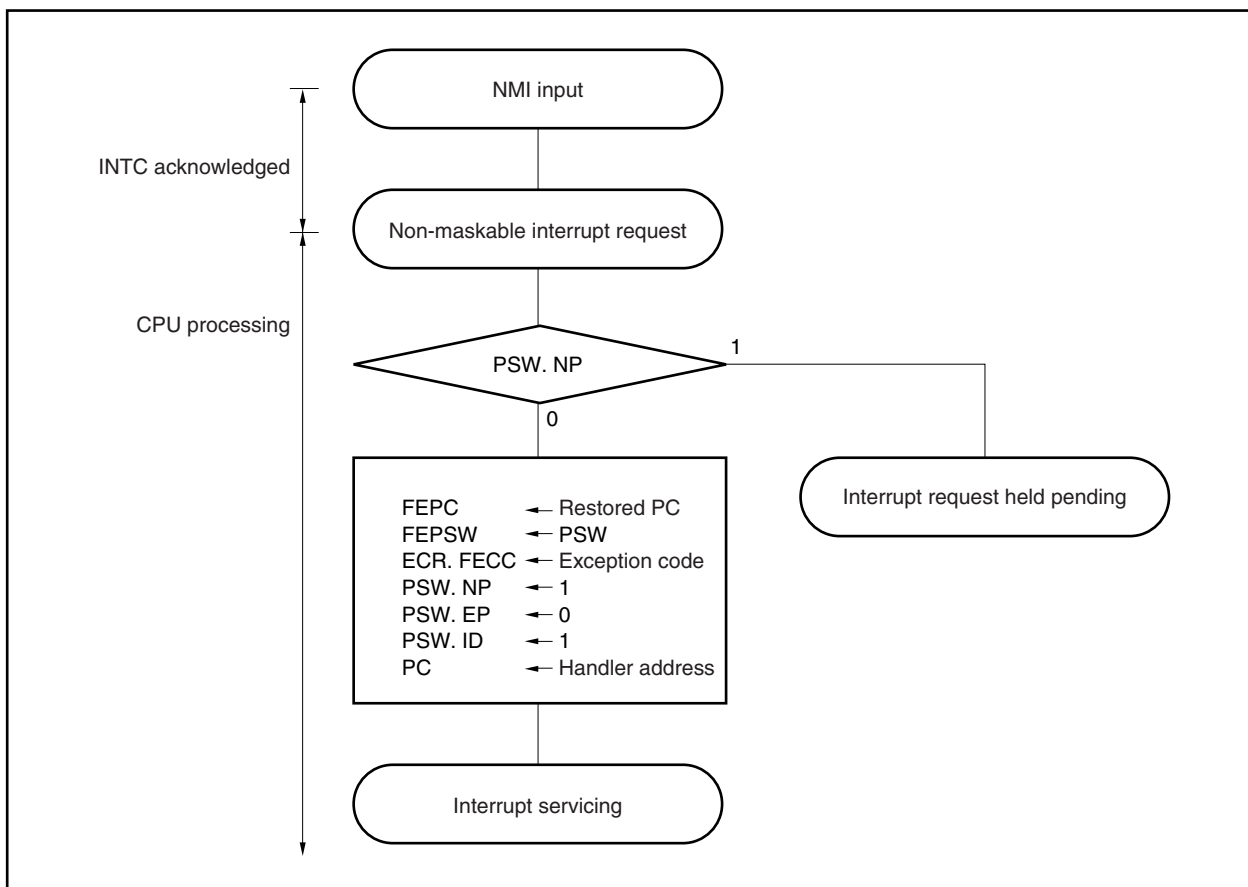 NMI input
INTC acknowledged
Non-maskable interrupt request
CPU processing
PSW. NP
1
0
FEPC ← Restored PC
FEPSW ← PSW
ECR. FECC ← Exception code
PSW. NP ← 1
PSW. EP ← 0
PSW. ID ← 1
PC ← Handler address
Interrupt request held pending
Interrupt servicing